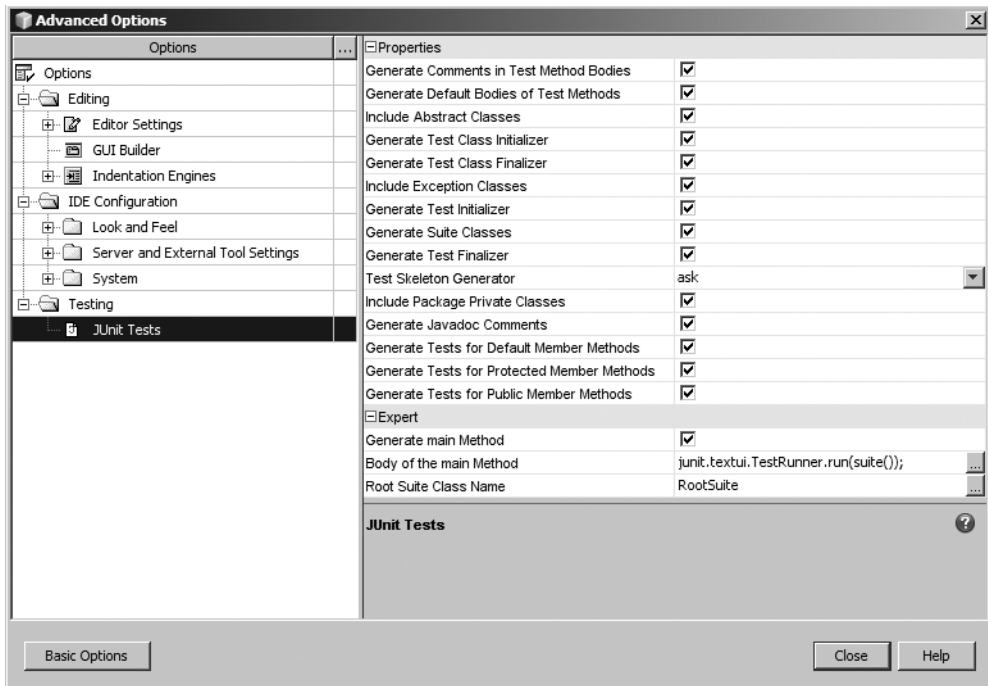 Advanced Options
Options ...
Options
Editing
Editor Settings
GUI Builder
Indentation Engines
IDE Configuration
Look and Feel
Server and External Tool Settings
System
Testing
JUnit Tests
Properties
Generate Comments in Test Method Bodies
Generate Default Bodies of Test Methods
Include Abstract Classes
Generate Test Class Initializer
Generate Test Class Finalizer
Include Exception Classes
Generate Test Initializer
Generate Suite Classes
Generate Test Finalizer
Test Skeleton Generator ask
Include Package Private Classes
Generate Javadoc Comments
Generate Tests for Default Member Methods
Generate Tests for Protected Member Methods
Generate Tests for Public Member Methods
Expert
Generate main Method
Body of the main Method junit.textui.TestRunner.run(suite()); ...
Root Suite Class Name RootSuite ...
JUnit Tests ?
Basic Options Close Help